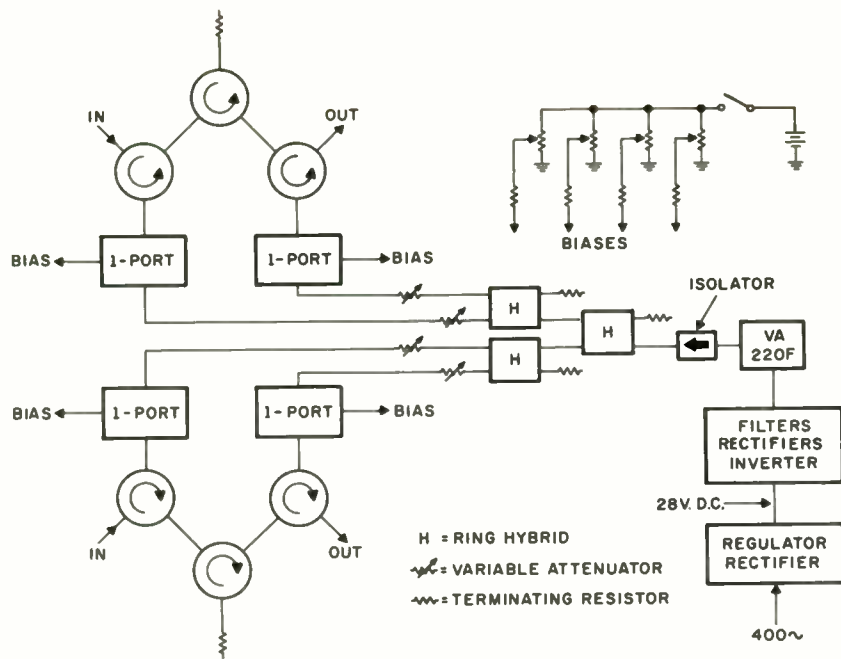 IN
OUT
BIAS
1-PORT
1-PORT
BIAS
BIASES
ISOLATOR
H
H
H
VA
220F
BIAS
1-PORT
1-PORT
BIAS
FILTERS
RECTIFIERS
INVERTER
28V. D.C.
IN
OUT
H = RING HYBRID
= VARIABLE ATTENUATOR
= TERMINATING RESISTOR
REGULATOR
RECTIFIER
400~